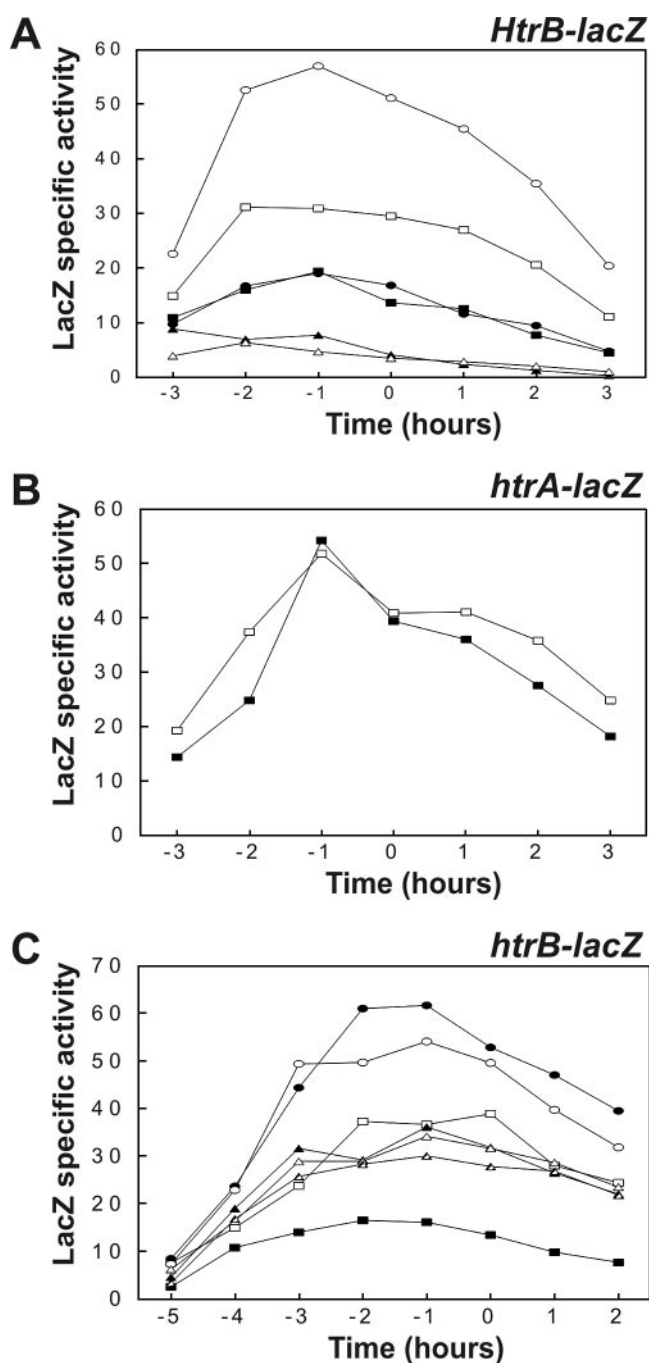 A
HtrB-lacZ
LacZ specific activity
60
50
40
30
20
10
0
-3 -2 -1 0 1 2 3
Time (hours)
B
htrA-lacZ
LacZ specific activity
60
50
40
30
20
10
0
-3 -2 -1 0 1 2 3
Time (hours)
C
htrB-lacZ
LacZ specific activity
70
60
50
40
30
20
10
0
-5 -4 -3 -2 -1 0 1 2
Time (hours)